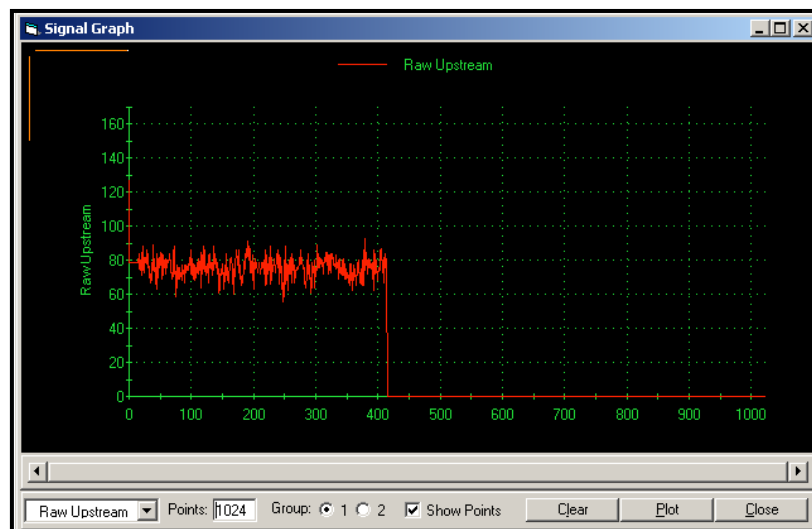 Signal Graph
Raw Upstream
160
140
120
100
80
60
40
20
0
Raw Upstream
0 100 200 300 400 500 600 700 800 900 1000
Raw Upstream Points: 1024 Group: 1 2 Show Points Clear Plot Close